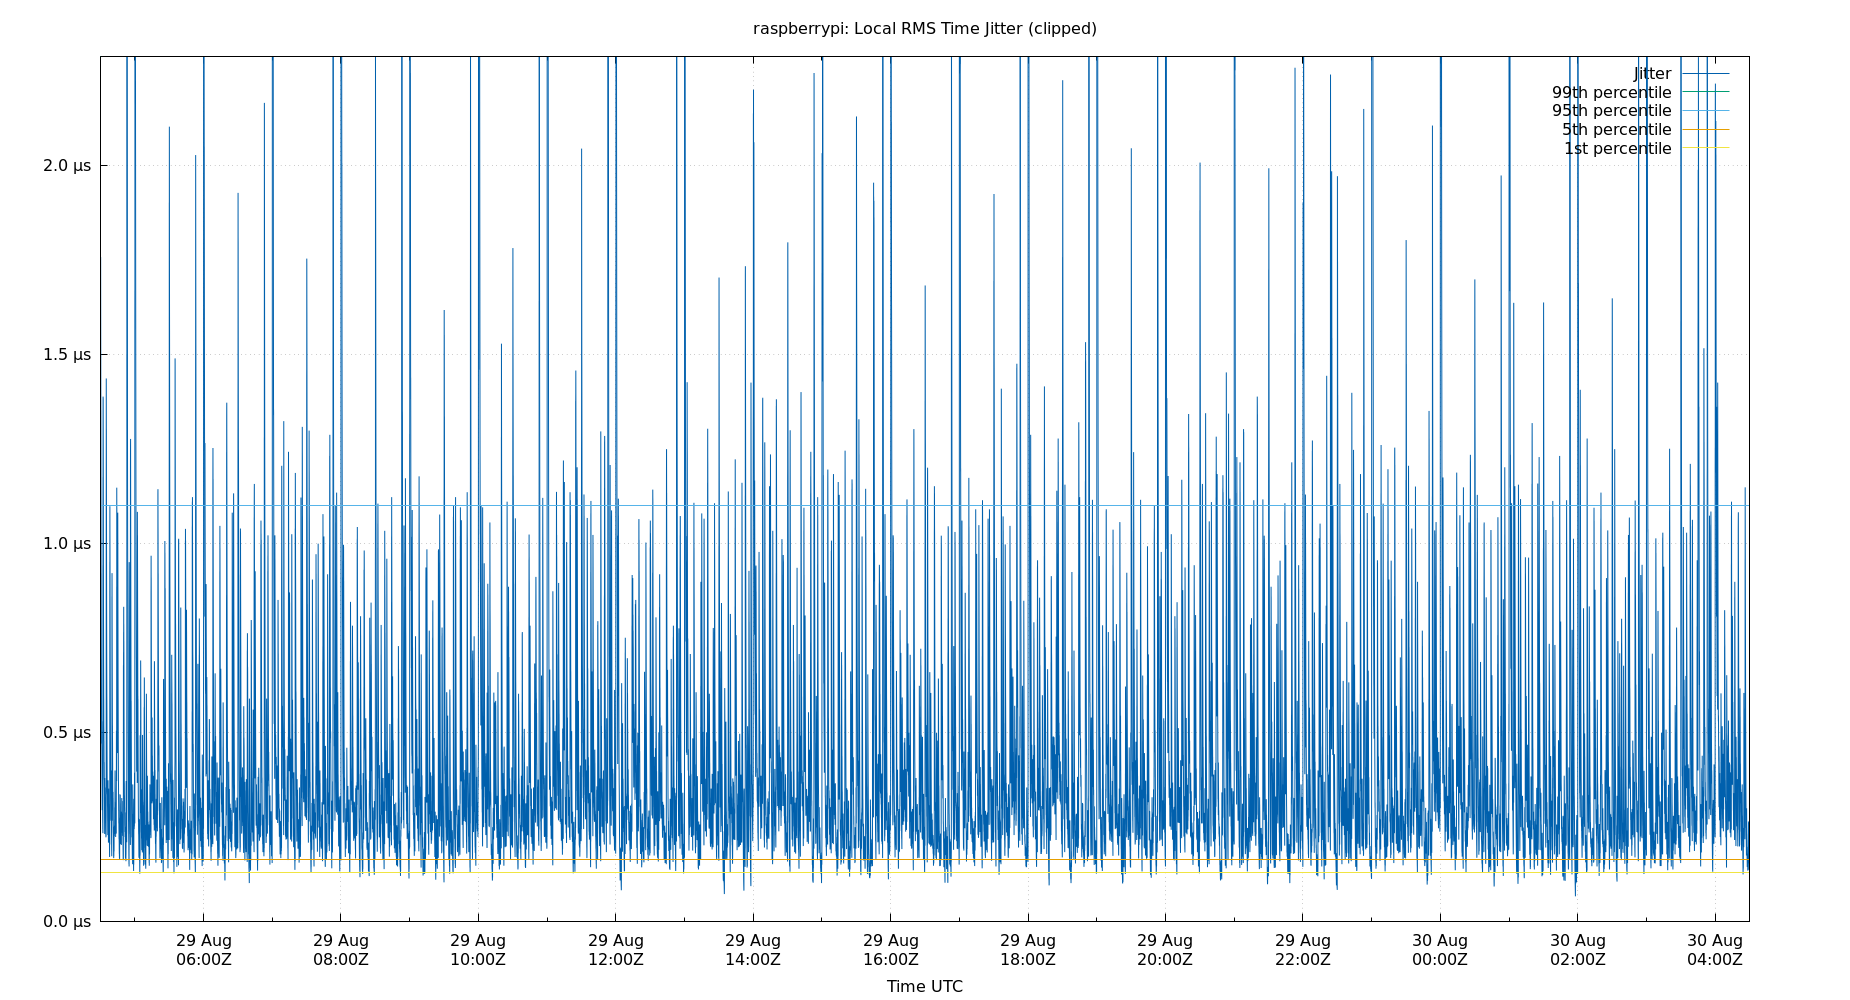 raspberrypi: Local RMS Time Jitter (clipped)
Jitter
99th percentile
95th percentile
5th percentile
1st percentile
2.0 µs
1.5 µs
1.0 µs
0.5 µs
0.0 µs
29 Aug 29 Aug 29 Aug 29 Aug 29 Aug 29 Aug 29 Aug 29 Aug 29 Aug 30 Aug 30 Aug 30 Aug
06:00Z 08:00Z 10:00Z 12:00Z 14:00Z 16:00Z 18:00Z 20:00Z 22:00Z 00:00Z 02:00Z 04:00Z
Time UTC